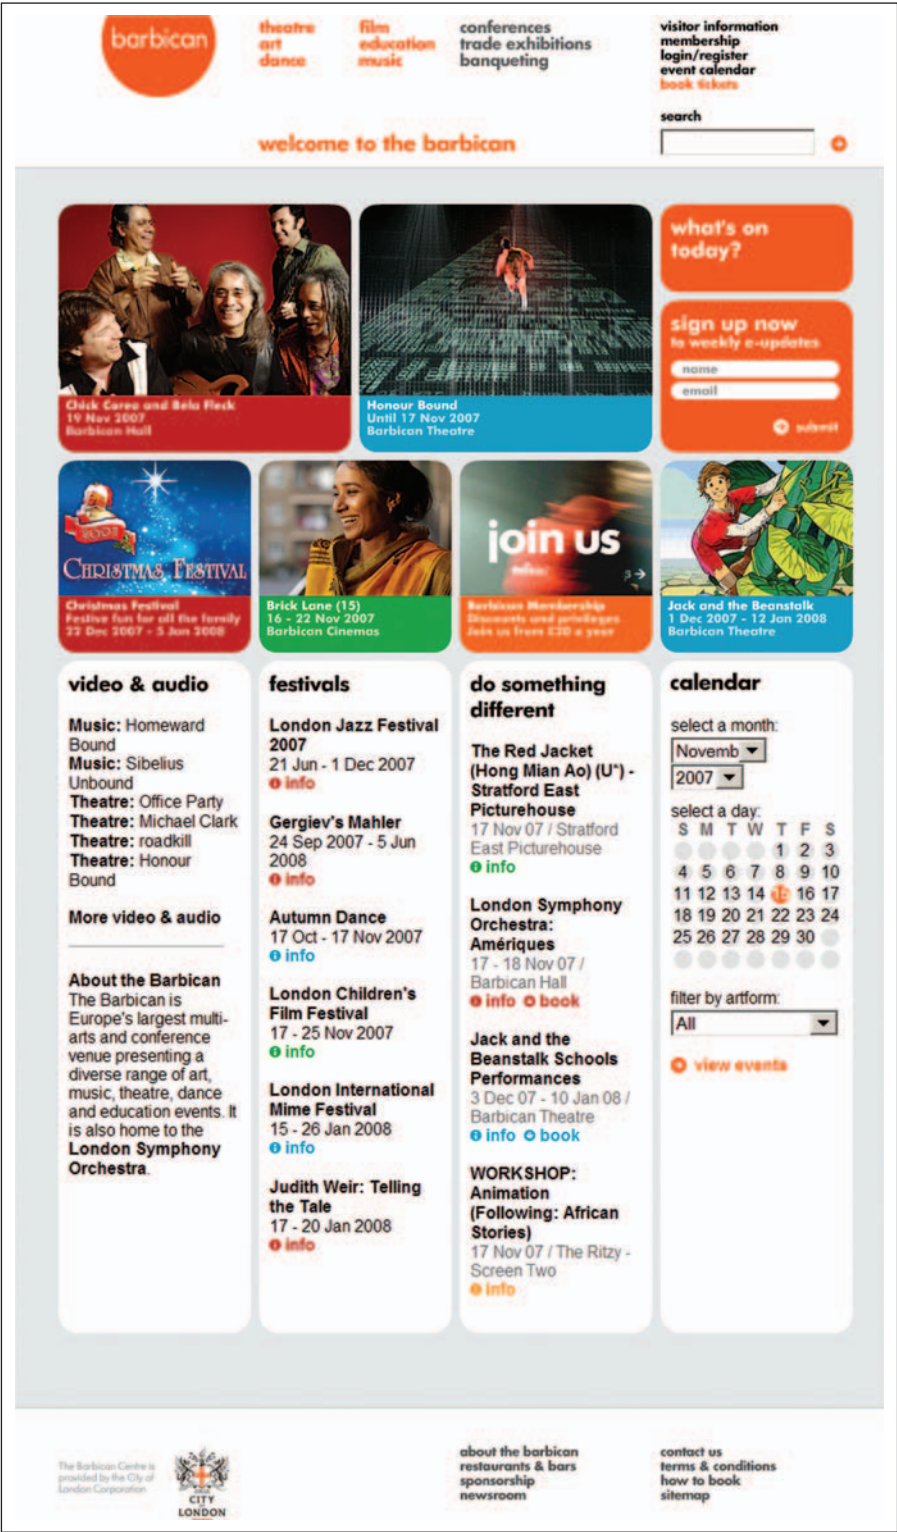 barbican
theatre
art
dance
film
education
music
conferences
trade exhibitions
banqueting
visitor information
membership
login/register
event calendar
book tickets
search
welcome to the barbican
what's on
today?
sign up now
to weekly e-updates
name
email
submit
Chick Corea and Béla Fleck
19 Nov 2007
Barbican Hall
Honour Bound
Until 17 Nov 2007
Barbican Theatre
CHRISTMAS FESTIVAL
Christmas Festival
Festive fun for all the family
22 Dec 2007 - 5 Jan 2008
Brick Lane (15)
16 - 22 Nov 2007
Barbican Cinemas
join us
Barbican Membership
Discounts and privileges
Join us from £20 a year
Jack and the Beanstalk
1 Dec 2007 - 12 Jan 2008
Barbican Theatre
video & audio
Music: Homeward
Bound
Music: Sibelius
Unbound
Theatre: Office Party
Theatre: Michael Clark
Theatre: roadkill
Theatre: Honour
Bound
More video & audio
About the Barbican
The Barbican is
Europe's largest multi-
arts and conference
venue presenting a
diverse range of art,
music, theatre, dance
and education events. It
is also home to the
London Symphony
Orchestra.
festivals
London Jazz Festival
2007
21 Jun - 1 Dec 2007
info
Gergiev's Mahler
24 Sep 2007 - 5 Jun
2008
info
Autumn Dance
17 Oct - 17 Nov 2007
info
London Children's
Film Festival
17 - 25 Nov 2007
info
London International
Mime Festival
15 - 26 Jan 2008
info
Judith Weir: Telling
the Tale
17 - 20 Jan 2008
info
do something
different
The Red Jacket
(Hong Mian Ao) (U*) -
Stratford East
Picturehouse
17 Nov 07 / Stratford
East Picturehouse
info
London Symphony
Orchestra:
Amériques
17 - 18 Nov 07 /
Barbican Hall
info book
Jack and the
Beanstalk Schools
Performances
3 Dec 07 - 10 Jan 08 /
Barbican Theatre
info book
WORKSHOP:
Animation
(Following: African
Stories)
17 Nov 07 / The Ritzy -
Screen Two
info
calendar
select a month:
Novemb
2007
select a day:
S M T W T F S
1 2 3
4 5 6 7 8 9 10
11 12 13 14 15 16 17
18 19 20 21 22 23 24
25 26 27 28 29 30
filter by artform:
All
view events
The Barbican Centre is
provided by the City of
London Corporation
CITY
LONDON
about the barbican
restaurants & bars
sponsorship
newsroom
contact us
terms & conditions
how to book
sitemap